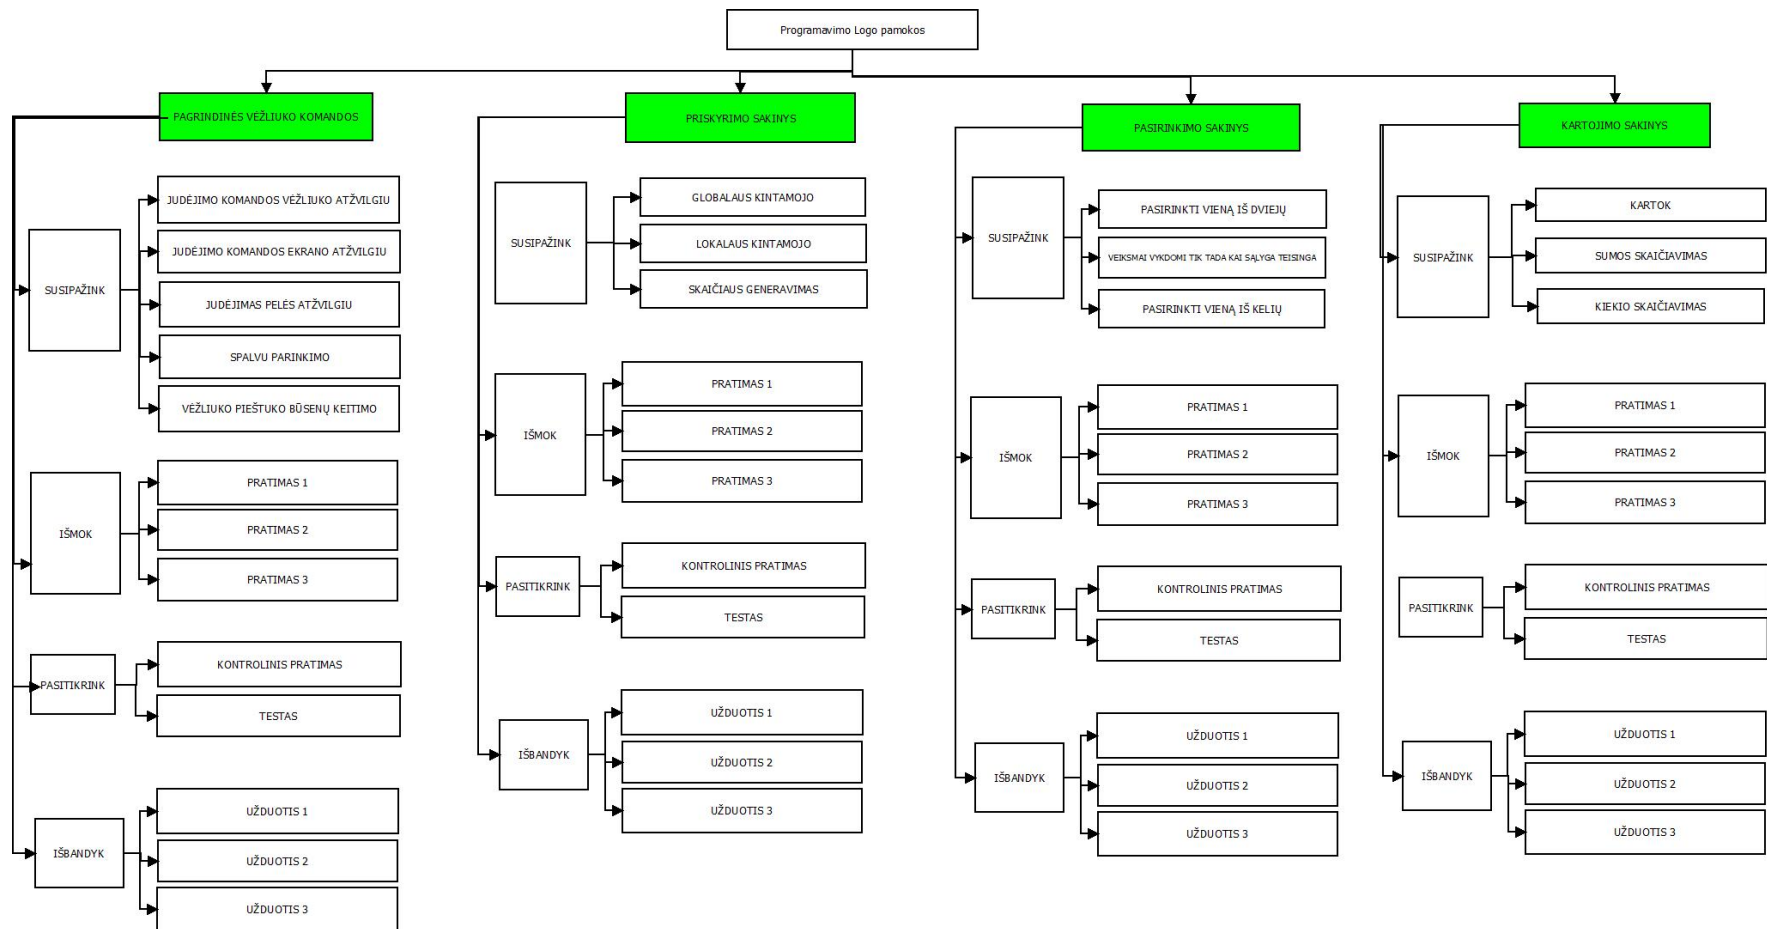 Programavimo Logo pamokos
PAGRINDINĖS VĖŽLIUKO KOMANDOS
SUSIPAŽINK
JUDĖJIMO KOMANDOS VĖŽLIUKO ATŽVILGIU
JUDĖJIMO KOMANDOS EKRANO ATŽVILGIU
JUDĖJIMAS PELĖS ATŽVILGIU
SPALVU PARINKIMO
VĖŽLIUKO PIEŠTUKO BŪSENŲ KEITIMO
IŠMOK
PRATIMAS 1
PRATIMAS 2
PRATIMAS 3
PASITIKRINK
KONTROLINIS PRATIMAS
TESTAS
IŠBANDYK
UŽDUOTIS 1
UŽDUOTIS 2
UŽDUOTIS 3
PRISKYRIMO SAKINYS
SUSIPAŽINK
GLOBALAUS KINTAMOJO
LOKALAUS KINTAMOJO
SKAIČIAUS GENERAVIMAS
IŠMOK
PRATIMAS 1
PRATIMAS 2
PRATIMAS 3
PASITIKRINK
KONTROLINIS PRATIMAS
TESTAS
IŠBANDYK
UŽDUOTIS 1
UŽDUOTIS 2
UŽDUOTIS 3
PASIRINKIMO SAKINYS
SUSIPAŽINK
PASIRINKTI VIENĄ IŠ DVIEJŲ
VEIKSMAI VYKDOMI TIK TADA KAI SĄLYGA TEISINGA
PASIRINKTI VIENĄ IŠ KELIŲ
IŠMOK
PRATIMAS 1
PRATIMAS 2
PRATIMAS 3
PASITIKRINK
KONTROLINIS PRATIMAS
TESTAS
IŠBANDYK
UŽDUOTIS 1
UŽDUOTIS 2
UŽDUOTIS 3
KARTOJIMO SAKINYS
SUSIPAŽINK
KARTOK
SUMOS SKAIČIAVIMAS
KIEKIO SKAIČIAVIMAS
IŠMOK
PRATIMAS 1
PRATIMAS 2
PRATIMAS 3
PASITIKRINK
KONTROLINIS PRATIMAS
TESTAS
IŠBANDYK
UŽDUOTIS 1
UŽDUOTIS 2
UŽDUOTIS 3